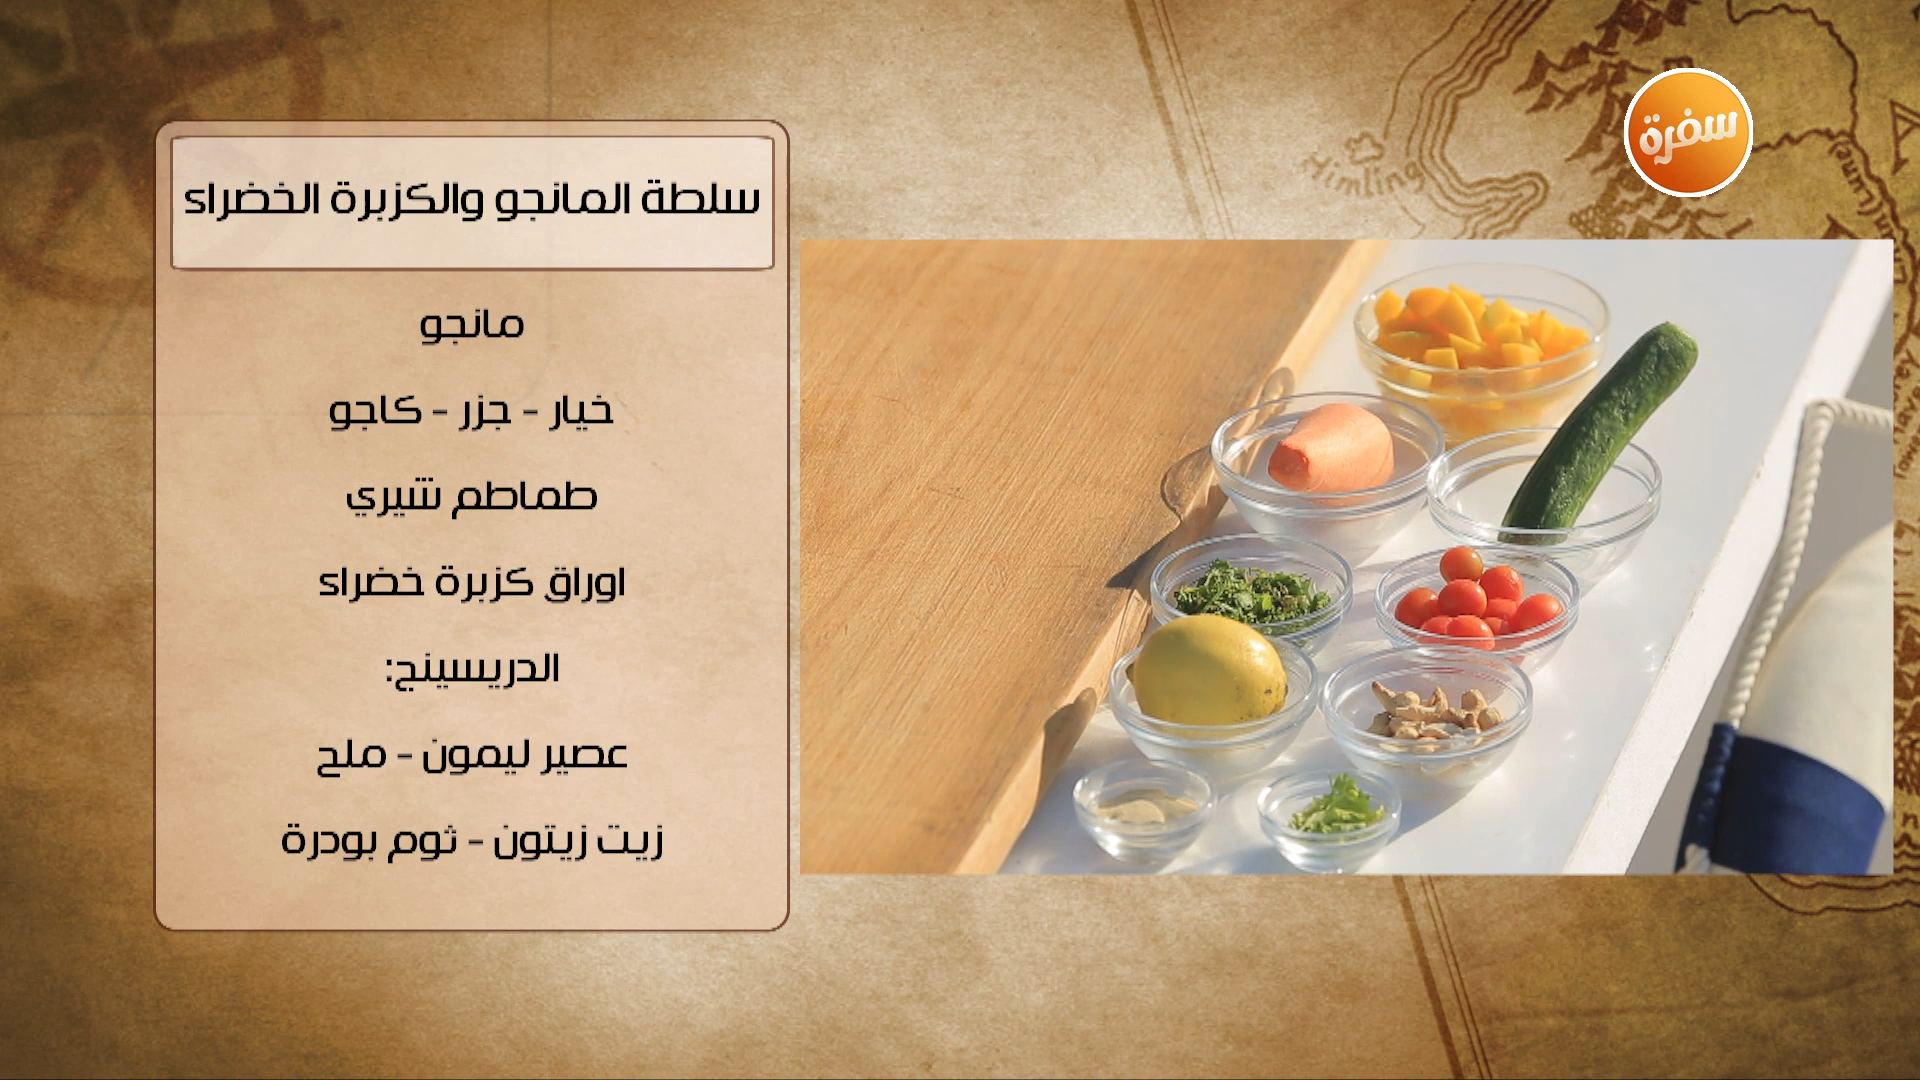 سفرة
سلطة المانجو والكزبرة الخضراء
مانجو
خيار - جزر - كاجو
طماطم شيري
اوراق كزبرة خضراء
الدريسينج:
عصير ليمون - ملح
زيت زيتون - ثوم بودرة
Himling